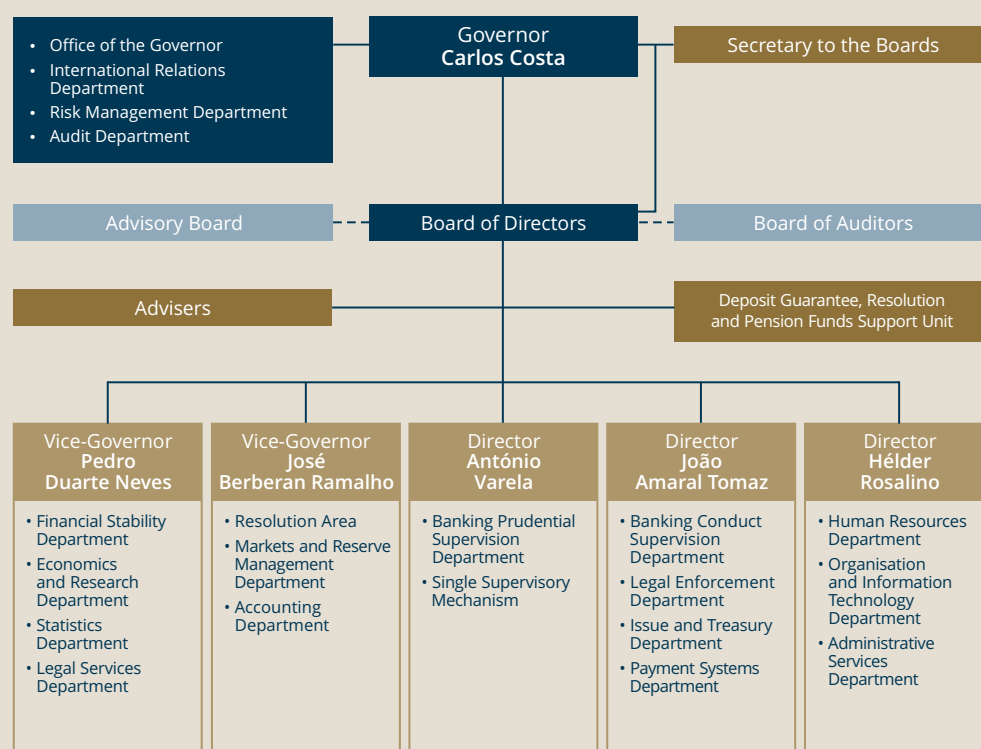 • Office of the Governor
• International Relations
Department
• Risk Management Department
• Audit Department
Governor
Carlos Costa
Secretary to the Boards
Advisory Board
Board of Directors
Board of Auditors
Advisers
Deposit Guarantee, Resolution
and Pension Funds Support Unit
Vice-Governor
Pedro
Duarte Neves
• Financial Stability
Department
• Economics
and Research
Department
• Statistics
Department
• Legal Services
Department
Vice-Governor
José
Berberan Ramalho
• Resolution Area
• Markets and Reserve
Management
Department
• Accounting
Department
Director
António
Varela
• Banking Prudential
Supervision
Department
• Single Supervisory
Mechanism
Director
João
Amaral Tomaz
• Banking Conduct
Supervision
Department
• Legal Enforcement
Department
• Issue and Treasury
Department
• Payment Systems
Department
Director
Hélder
Rosalino
• Human Resources
Department
• Organisation
and Information
Technology
Department
• Administrative
Services
Department